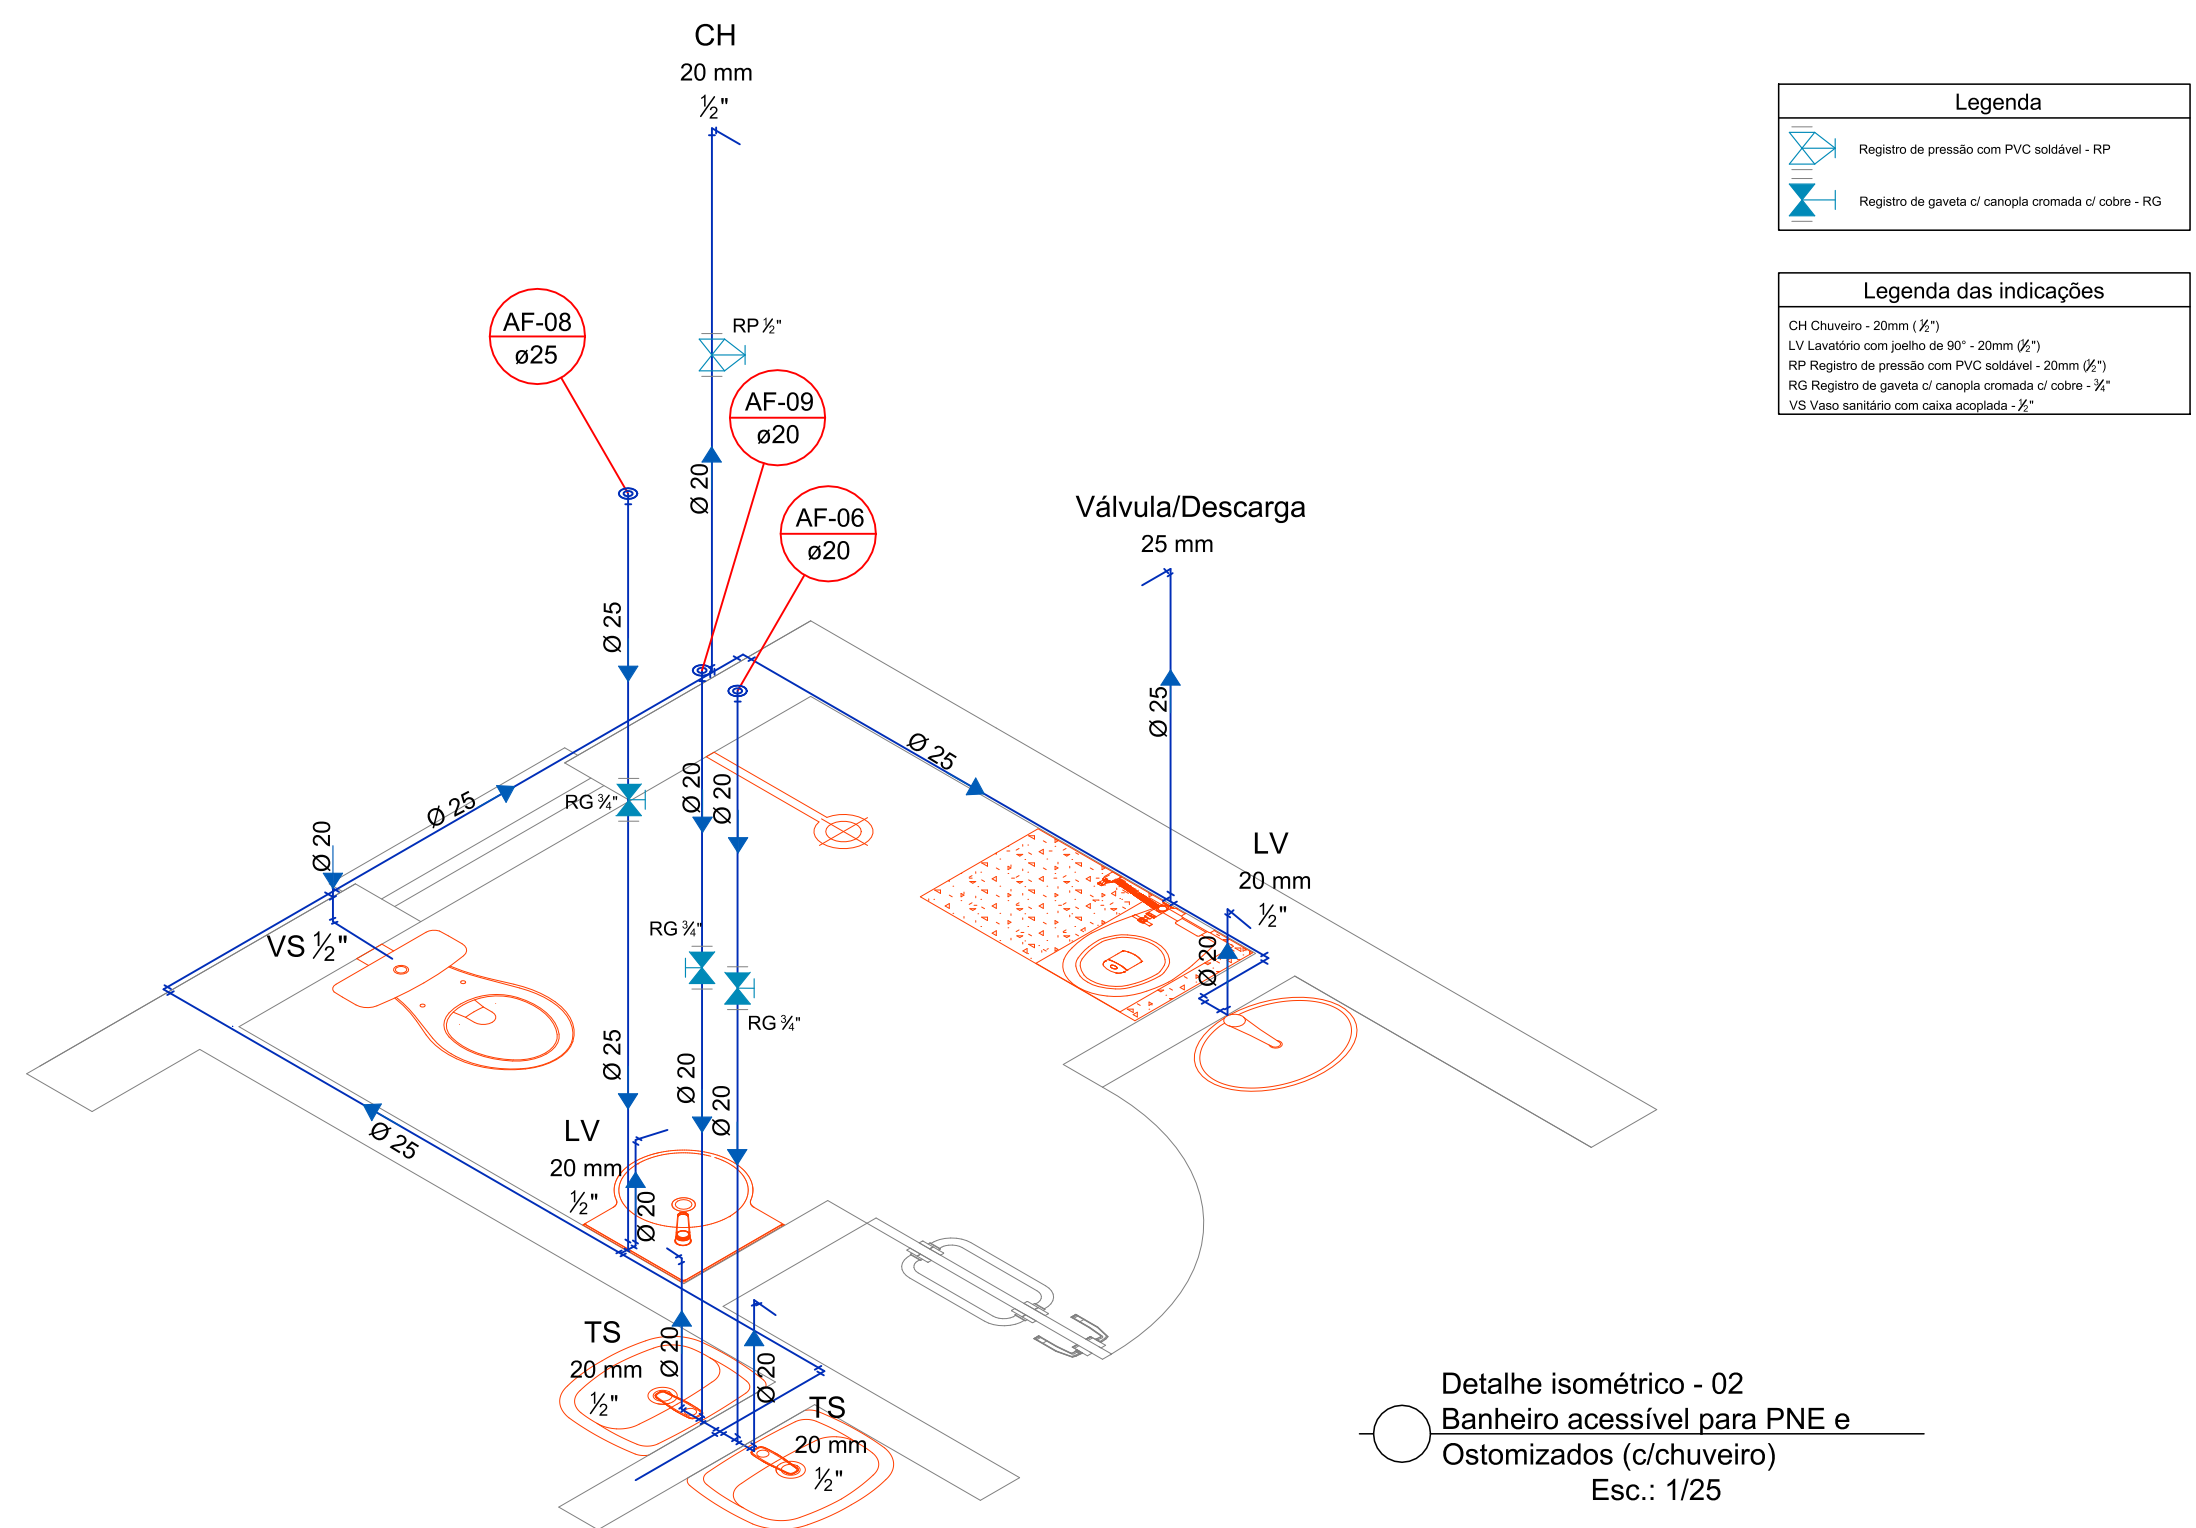 CH
20 mm
½"
Legenda
Registro de pressão com PVC soldável - RP
Registro de gaveta c/ canopla cromada c/ cobre - RG
Legenda das indicações
CH Chuveiro - 20mm (½")
LV Lavatório com joelho de 90° - 20mm (½")
RP Registro de pressão com PVC soldável - 20mm (½")
RG Registro de gaveta c/ canopla cromada c/ cobre - ¾"
VS Vaso sanitário com caixa acoplada - ½"
AF-08
ø25
RP ½"
AF-09
ø20
Ø 20
AF-06
ø20
Válvula/Descarga
25 mm
Ø 25
Ø 25
Ø 25
Ø 25
Ø 20
Ø 20
RG ¾"
Ø 20
LV
20 mm
½"
RG ¾"
VS ½"
Ø 20
RG ¾"
Ø 25
Ø 20
Ø 20
Ø 25
LV
20 mm
½"
Ø 20
TS
20 mm
½"
Ø 20
Ø 20
TS
20 mm
½"
Detalhe isométrico - 02
Banheiro acessível para PNE e
Ostomizados (c/chuveiro)
Esc.: 1/25